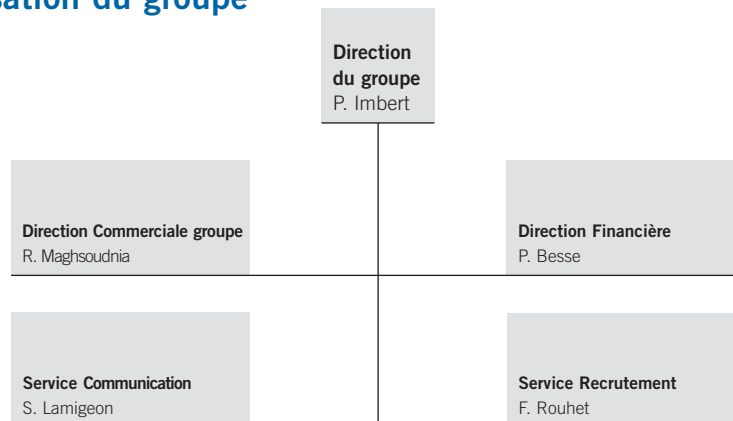 du groupe
Direction
du groupe
P. Imbert
Direction Commerciale groupe
R. Maghsoudnia
Direction Financière
P. Besse
Service Communication
S. Lamigeon
Service Recrutement
F. Rouhet